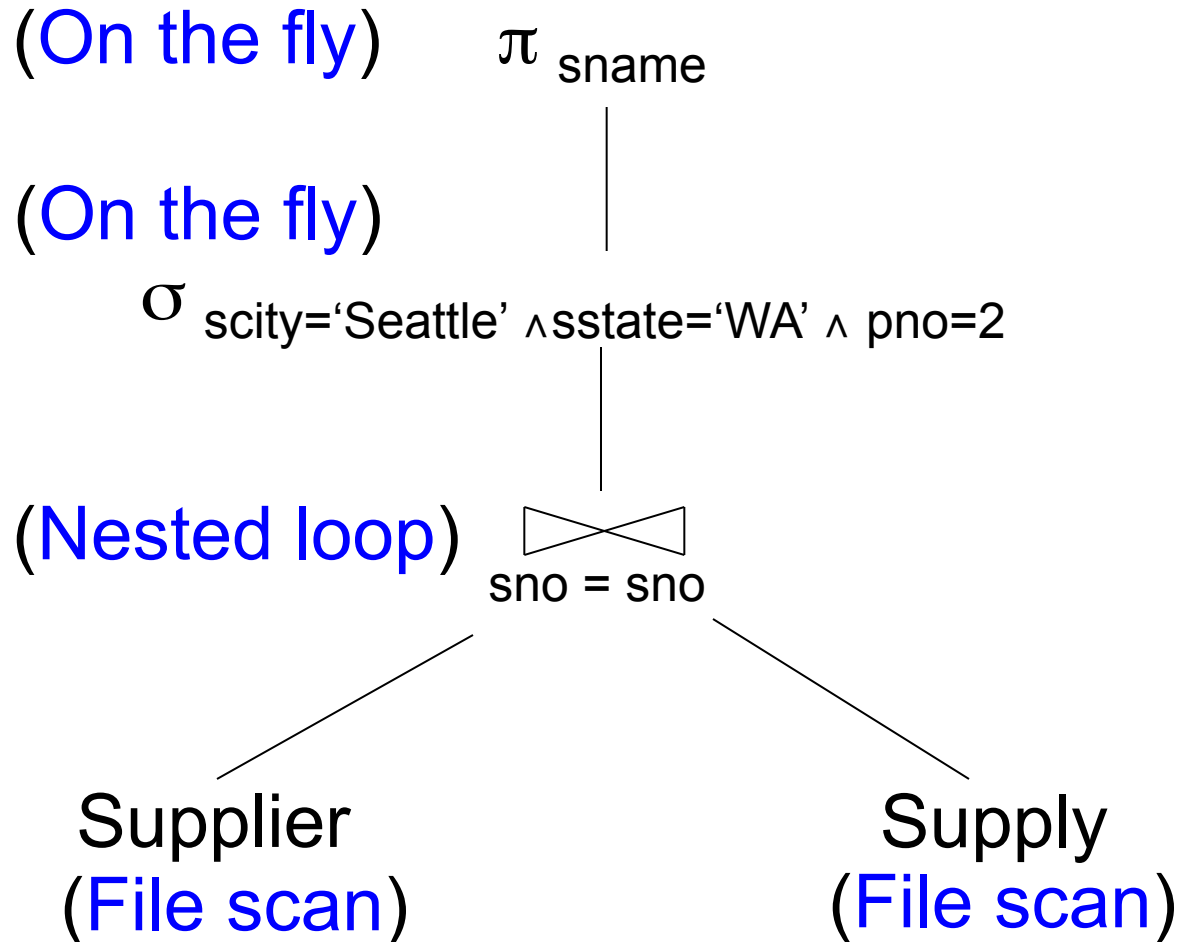 (On the fly) π sname
(On the fly)
σ scity=‘Seattle’ ∧sstate=‘WA’ ∧ pno=2
(Nested loop)
sno = sno
Supplier Supply
(File scan) (File scan)